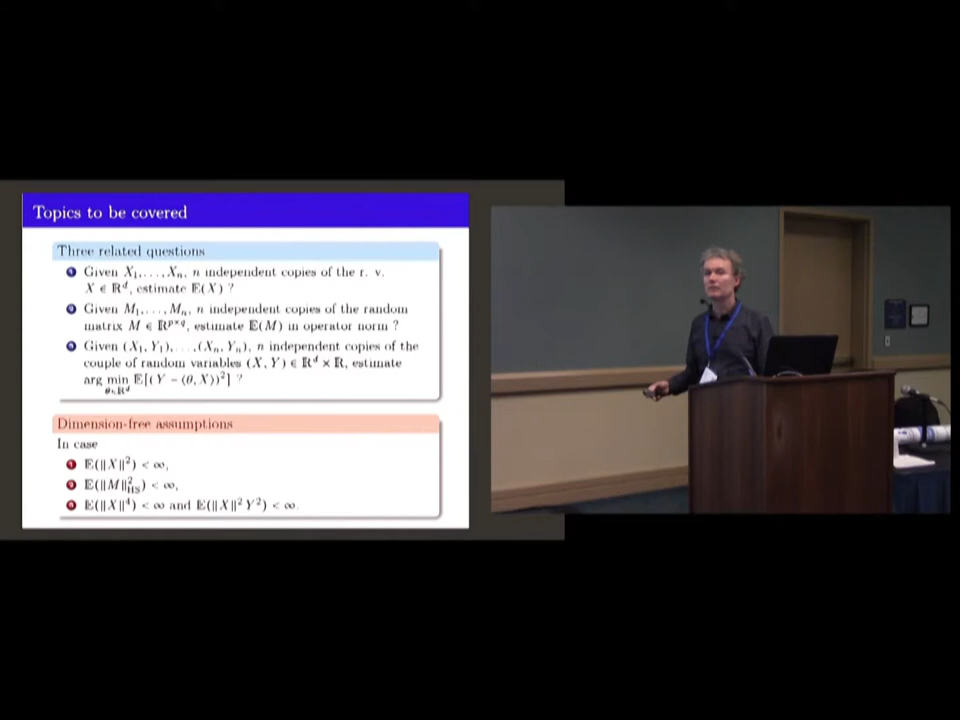 Topics to be covered
Three related questions
1 Given X₁,...,Xₙ, n independent copies of the r. v.
X ∈ ℝᵈ, estimate 𝔼(X) ?
2 Given M₁,...,Mₙ, n independent copies of the random
matrix M ∈ ℝᵖˣᑫ, estimate 𝔼(M) in operator norm ?
3 Given (X₁, Y₁),...,(Xₙ, Yₙ), n independent copies of the
couple of random variables (X, Y) ∈ ℝᵈ × ℝ, estimate
arg min 𝔼[(Y − ⟨θ, X⟩)²] ?
θ∈ℝᵈ
Dimension-free assumptions
In case
1 𝔼(‖X‖²) < ∞,
2 𝔼(‖M‖²_HS) < ∞,
3 𝔼(‖X‖⁴) < ∞ and 𝔼(‖X‖² Y²) < ∞.